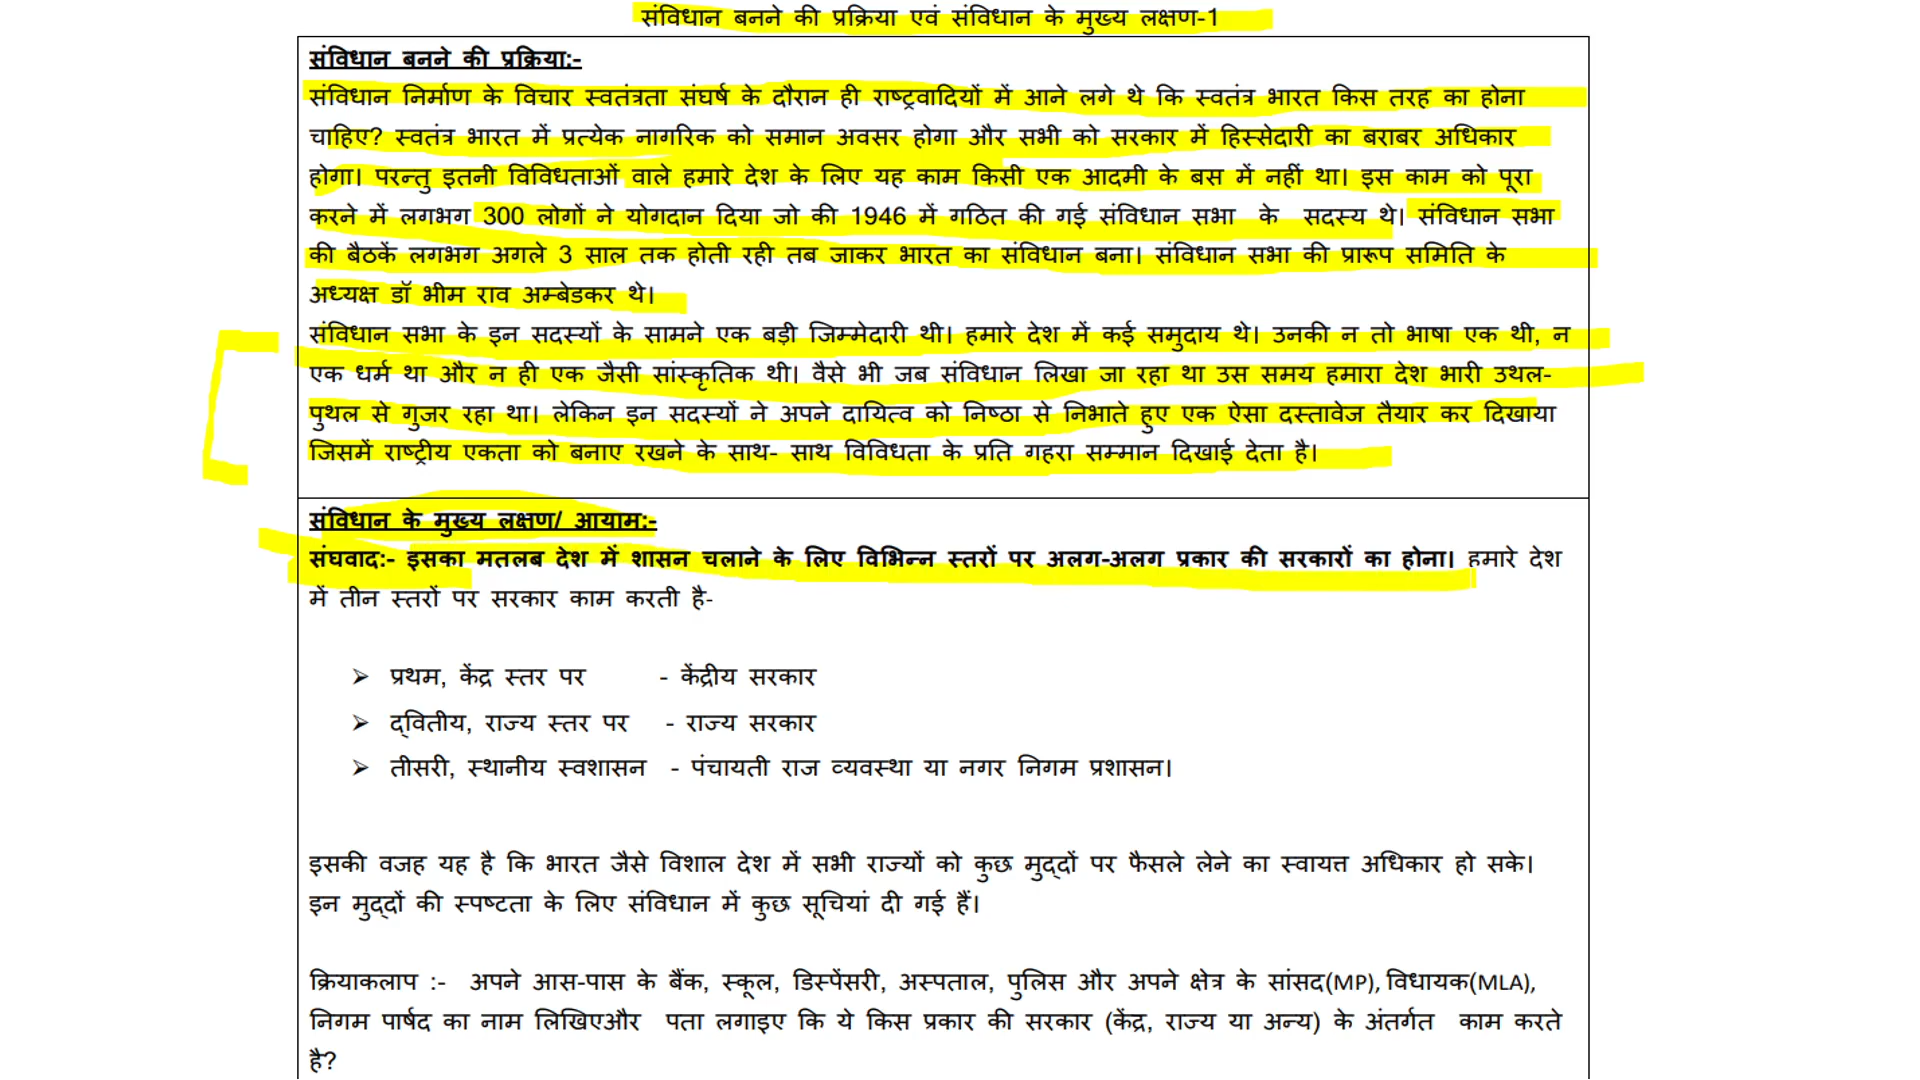 संविधान बनने की प्रक्रिया एवं संविधान के मुख्य लक्षण-1
संविधान बनने की प्रक्रिया:-
संविधान निर्माण के विचार स्वतंत्रता संघर्ष के दौरान ही राष्ट्रवादियों में आने लगे थे कि स्वतंत्र भारत किस तरह का होना
चाहिए? स्वतंत्र भारत में प्रत्येक नागरिक को समान अवसर होगा और सभी को सरकार में हिस्सेदारी का बराबर अधिकार
होगा। परन्तु इतनी विविधताओं वाले हमारे देश के लिए यह काम किसी एक आदमी के बस में नहीं था। इस काम को पूरा
करने में लगभग 300 लोगों ने योगदान दिया जो की 1946 में गठित की गई संविधान सभा के सदस्य थे। संविधान सभा
की बैठकें लगभग अगले 3 साल तक होती रही तब जाकर भारत का संविधान बना। संविधान सभा की प्रारूप समिति के
अध्यक्ष डॉ भीम राव अम्बेडकर थे।
संविधान सभा के इन सदस्यों के सामने एक बड़ी जिम्मेदारी थी। हमारे देश में कई समुदाय थे। उनकी न तो भाषा एक थी, न
एक धर्म था और न ही एक जैसी सांस्कृतिक थी। वैसे भी जब संविधान लिखा जा रहा था उस समय हमारा देश भारी उथल-
पुथल से गुजर रहा था। लेकिन इन सदस्यों ने अपने दायित्व को निष्ठा से निभाते हुए एक ऐसा दस्तावेज तैयार कर दिखाया
जिसमें राष्ट्रीय एकता को बनाए रखने के साथ- साथ विविधता के प्रति गहरा सम्मान दिखाई देता है।
संविधान के मुख्य लक्षण/ आयाम:-
संघवाद:- इसका मतलब देश में शासन चलाने के लिए विभिन्न स्तरों पर अलग-अलग प्रकार की सरकारों का होना। हमारे देश
में तीन स्तरों पर सरकार काम करती है-
➢ प्रथम, केंद्र स्तर पर - केंद्रीय सरकार
➢ द्वितीय, राज्य स्तर पर - राज्य सरकार
➢ तीसरी, स्थानीय स्वशासन - पंचायती राज व्यवस्था या नगर निगम प्रशासन।
इसकी वजह यह है कि भारत जैसे विशाल देश में सभी राज्यों को कुछ मुद्दों पर फैसले लेने का स्वायत्त अधिकार हो सके।
इन मुद्दों की स्पष्टता के लिए संविधान में कुछ सूचियां दी गई हैं।
क्रियाकलाप :- अपने आस-पास के बैंक, स्कूल, डिस्पेंसरी, अस्पताल, पुलिस और अपने क्षेत्र के सांसद(MP), विधायक(MLA),
निगम पार्षद का नाम लिखिएऔर पता लगाइए कि ये किस प्रकार की सरकार (केंद्र, राज्य या अन्य) के अंतर्गत काम करते
है?